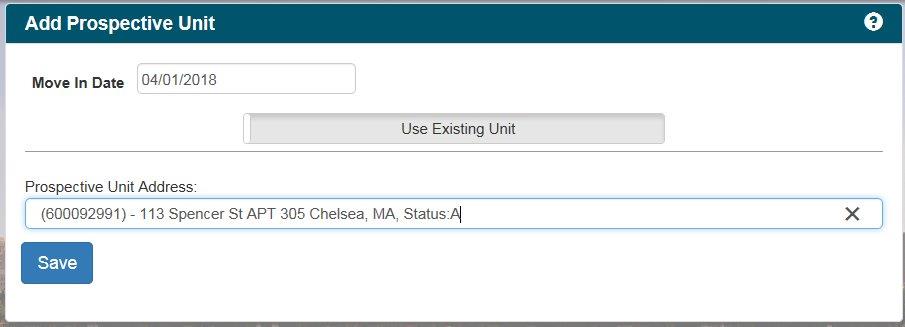 Add Prospective Unit
Move In Date 04/01/2018
Use Existing Unit
Prospective Unit Address:
(600092991) - 113 Spencer St APT 305 Chelsea, MA, Status:A
Save